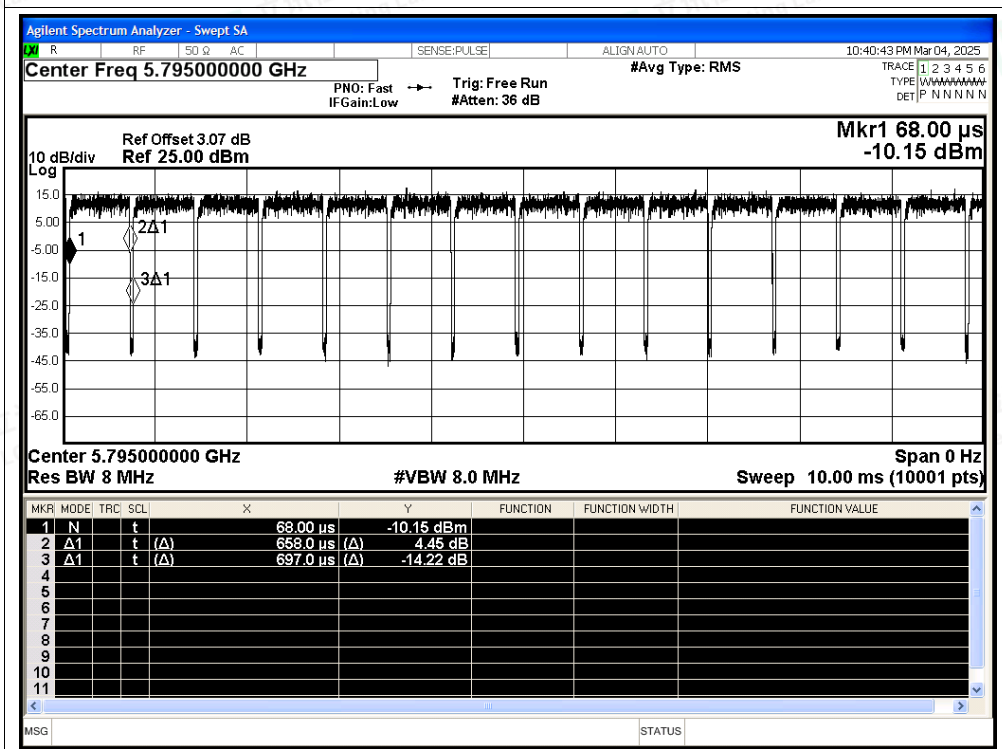 Agilent Spectrum Analyzer - Swept SA
LXI R RF 50 Ω AC SENSE:PULSE ALIGN AUTO 10:40:43 PM Mar 04, 2025
Center Freq 5.795000000 GHz #Avg Type: RMS TRACE 1 2 3 4 5 6
PNO: Fast Trig: Free Run TYPE WWWWWW
IFGain:Low #Atten: 36 dB DET P N N N N N
Mkr1 68.00 µs
Ref Offset 3.07 dB
10 dB/div Ref 25.00 dBm -10.15 dBm
Log
15.0
5.00
2Δ1
1
-5.00
-15.0
3Δ1
-25.0
-35.0
-45.0
-55.0
-65.0
Center 5.795000000 GHz Span 0 Hz
Res BW 8 MHz #VBW 8.0 MHz Sweep 10.00 ms (10001 pts)
MKR MODE TRC SCL X Y FUNCTION FUNCTION WIDTH FUNCTION VALUE
1 N t 68.00 µs -10.15 dBm
2 Δ1 t (Δ) 658.0 µs (Δ) 4.45 dB
3 Δ1 t (Δ) 697.0 µs (Δ) -14.22 dB
4
5
6
7
8
9
10
11
MSG STATUS